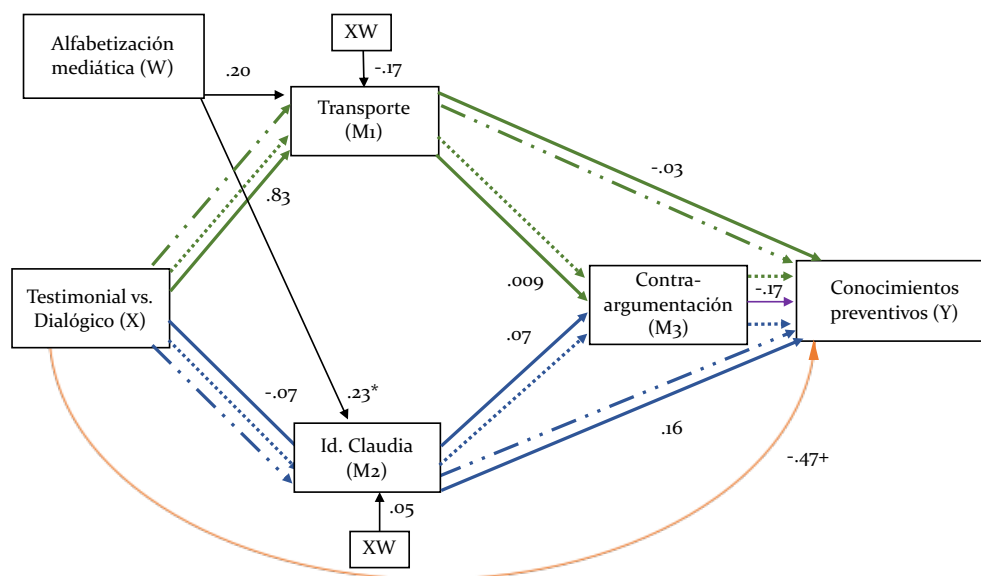 XW
Alfabetización
mediática (W)
.20
-.17
Transporte
(M1)
-.03
.83
.009
Testimonial vs.
Dialógico (X)
Contra-
argumentación
(M3)
-.17
Conocimientos
preventivos (Y)
.07
-.07
.23*
.16
Id. Claudia
(M2)
-.47+
.05
XW